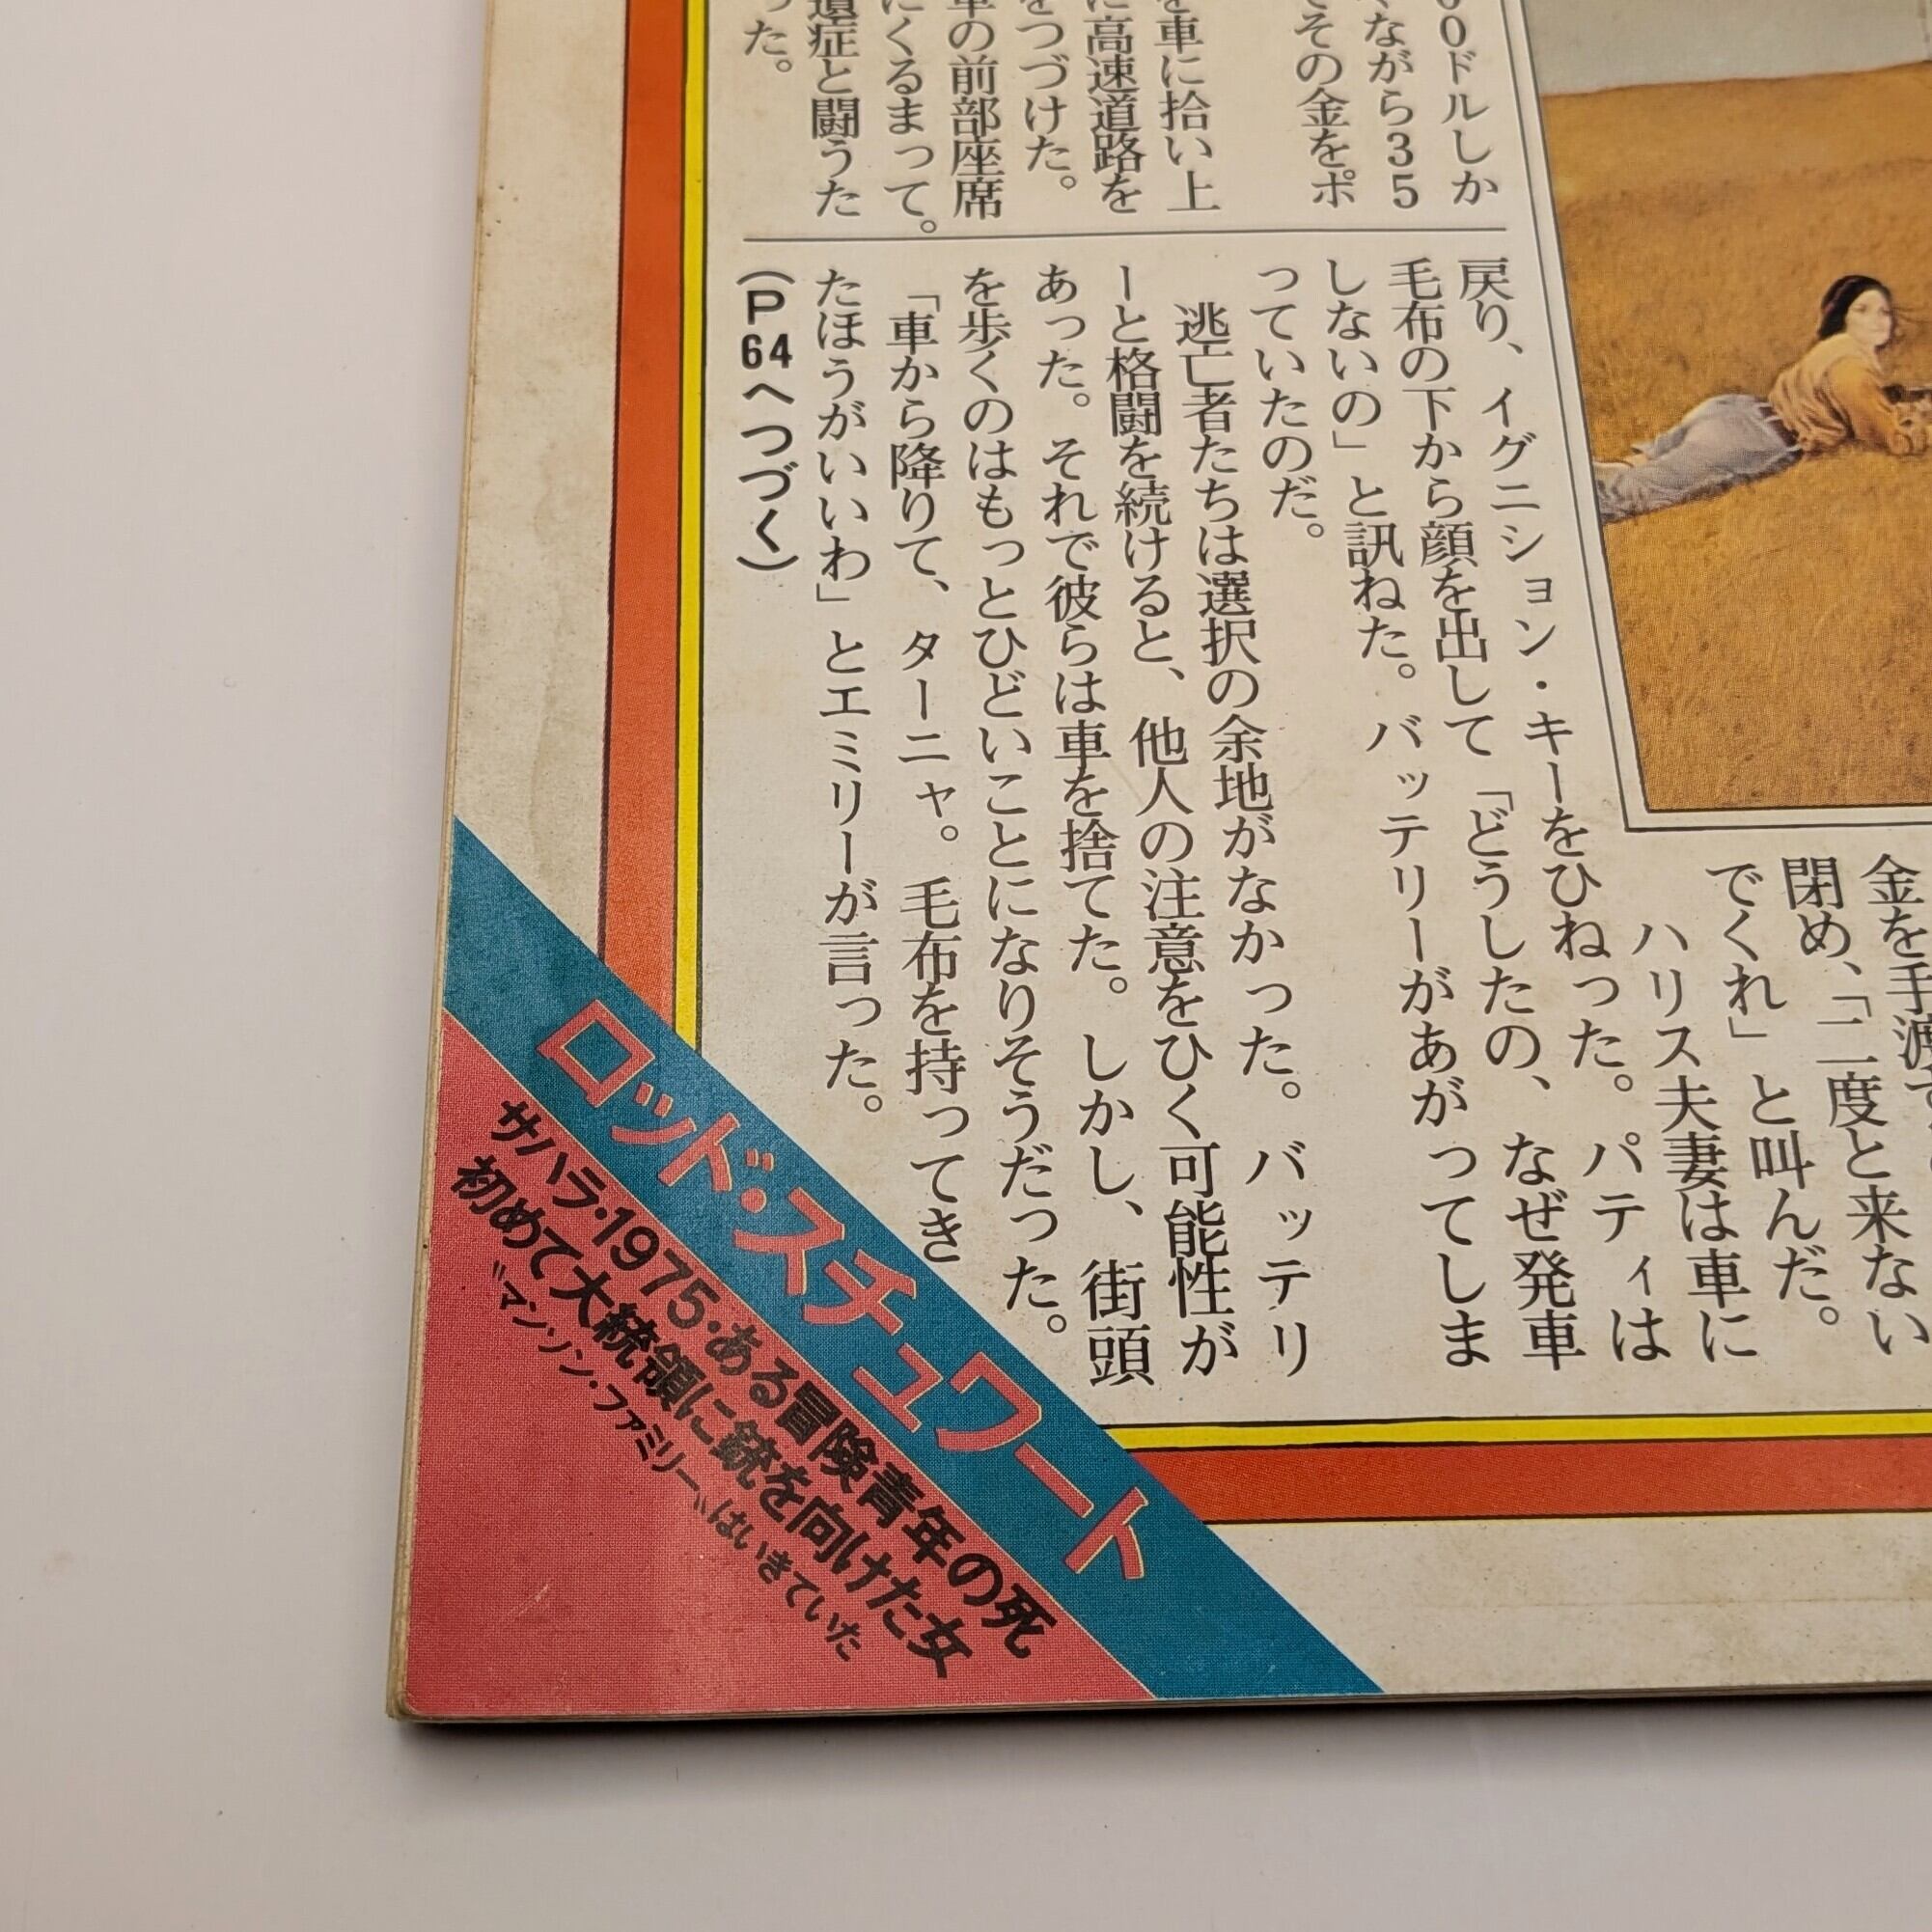 00ドルしか
ながら35
その金をポ
車に拾い上
に高速道路を
をつづけた。
車の前部座席
にくるまって。
遺症と闘うた
った。
金を手渡す
閉め、「二度と来ない
でくれ」と叫んだ。
ハリス夫妻は車に
戻り、イグニション・キーをひねった。パティは
毛布の下から顔を出して「どうしたの、なぜ発車
しないの」と訊ねた。バッテリーがあがってしま
っていたのだ。
逃亡者たちは選択の余地がなかった。バッテリ
ーと格闘を続けると、他人の注意をひく可能性が
あった。それで彼らは車を捨てた。しかし、街頭
を歩くのはもっとひどいことになりそうだった。
「車から降りて、ターニャ。毛布を持ってき
たほうがいいわ」とエミリーが言った。
(P64へつづく)
ロッド・スチュワート
サハラ・1975・ある冒険青年の死
初めて大統領に銃を向けた女
〝マンソン・ファミリー〟はいきていた